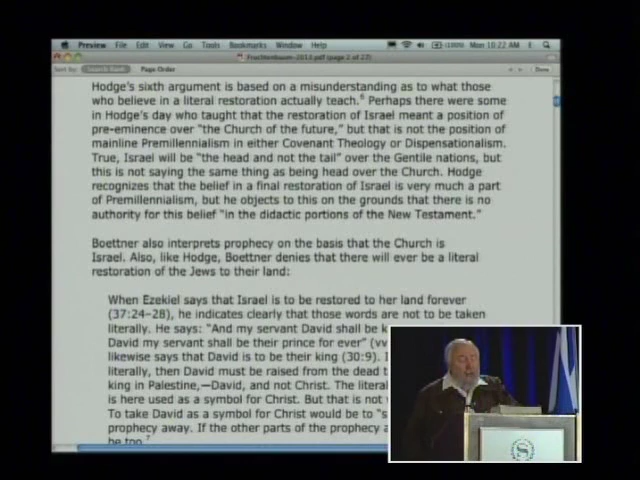 Preview File Edit View Go Tools Bookmarks Window Help Mon 10:22 AM
Fruchtenbaum-2013.pdf (page 2 of 27)
Sort by: Search Rank Page Order Done
Hodge's sixth argument is based on a misunderstanding as to what those
who believe in a literal restoration actually teach.6 Perhaps there were some
in Hodge's day who taught that the restoration of Israel meant a position of
pre-eminence over "the Church of the future," but that is not the position of
mainline Premillennialism in either Covenant Theology or Dispensationalism.
True, Israel will be "the head and not the tail" over the Gentile nations, but
this is not saying the same thing as being head over the Church. Hodge
recognizes that the belief in a final restoration of Israel is very much a part
of Premillennialism, but he objects to this on the grounds that there is no
authority for this belief "in the didactic portions of the New Testament."
Boettner also interprets prophecy on the basis that the Church is
Israel. Also, like Hodge, Boettner denies that there will ever be a literal
restoration of the Jews to their land:
When Ezekiel says that Israel is to be restored to her land forever
(37:24–28), he indicates clearly that those words are not to be taken
literally. He says: "And my servant David shall be k
David my servant shall be their prince for ever" (vv
likewise says that David is to be their king (30:9). I
literally, then David must be raised from the dead t
king in Palestine,—David, and not Christ. The litera
is here used as a symbol for Christ. But that is not
To take David as a symbol for Christ would be to "s
prophecy away. If the other parts of the prophecy a
be too.7